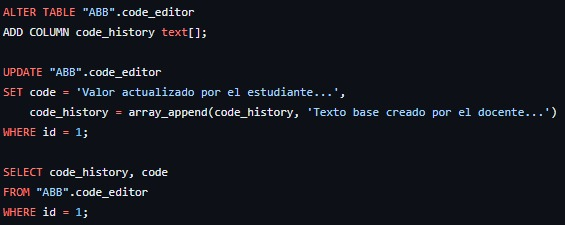 ALTER TABLE "ABB".code_editor
ADD COLUMN code_history text[];
UPDATE "ABB".code_editor
SET code = 'Valor actualizado por el estudiante...',
code_history = array_append(code_history, 'Texto base creado por el docente...')
WHERE id = 1;
SELECT code_history, code
FROM "ABB".code_editor
WHERE id = 1;